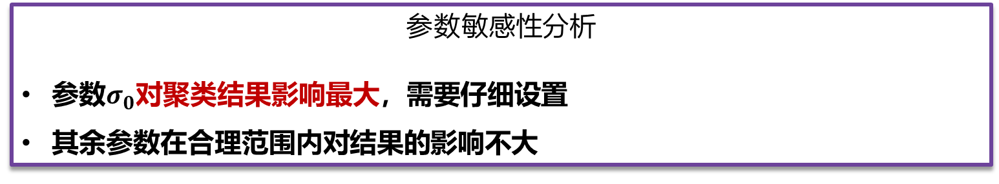 参数敏感性分析
• 参数σ₀对聚类结果影响最大，需要仔细设置
• 其余参数在合理范围内对结果的影响不大